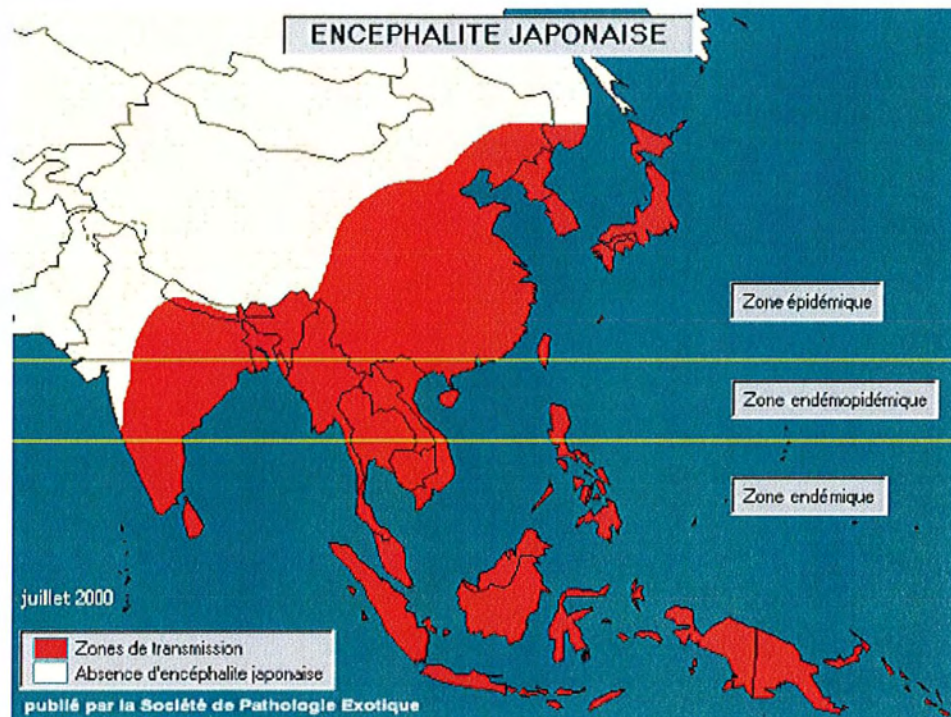 ENCEPHALITE JAPONAISE
Zone épidémique
Zone endémopidémique
Zone endémique
juillet 2000
Zones de transmission
Absence d'encéphalite japonaise
publié par la Société de Pathologie Exotique